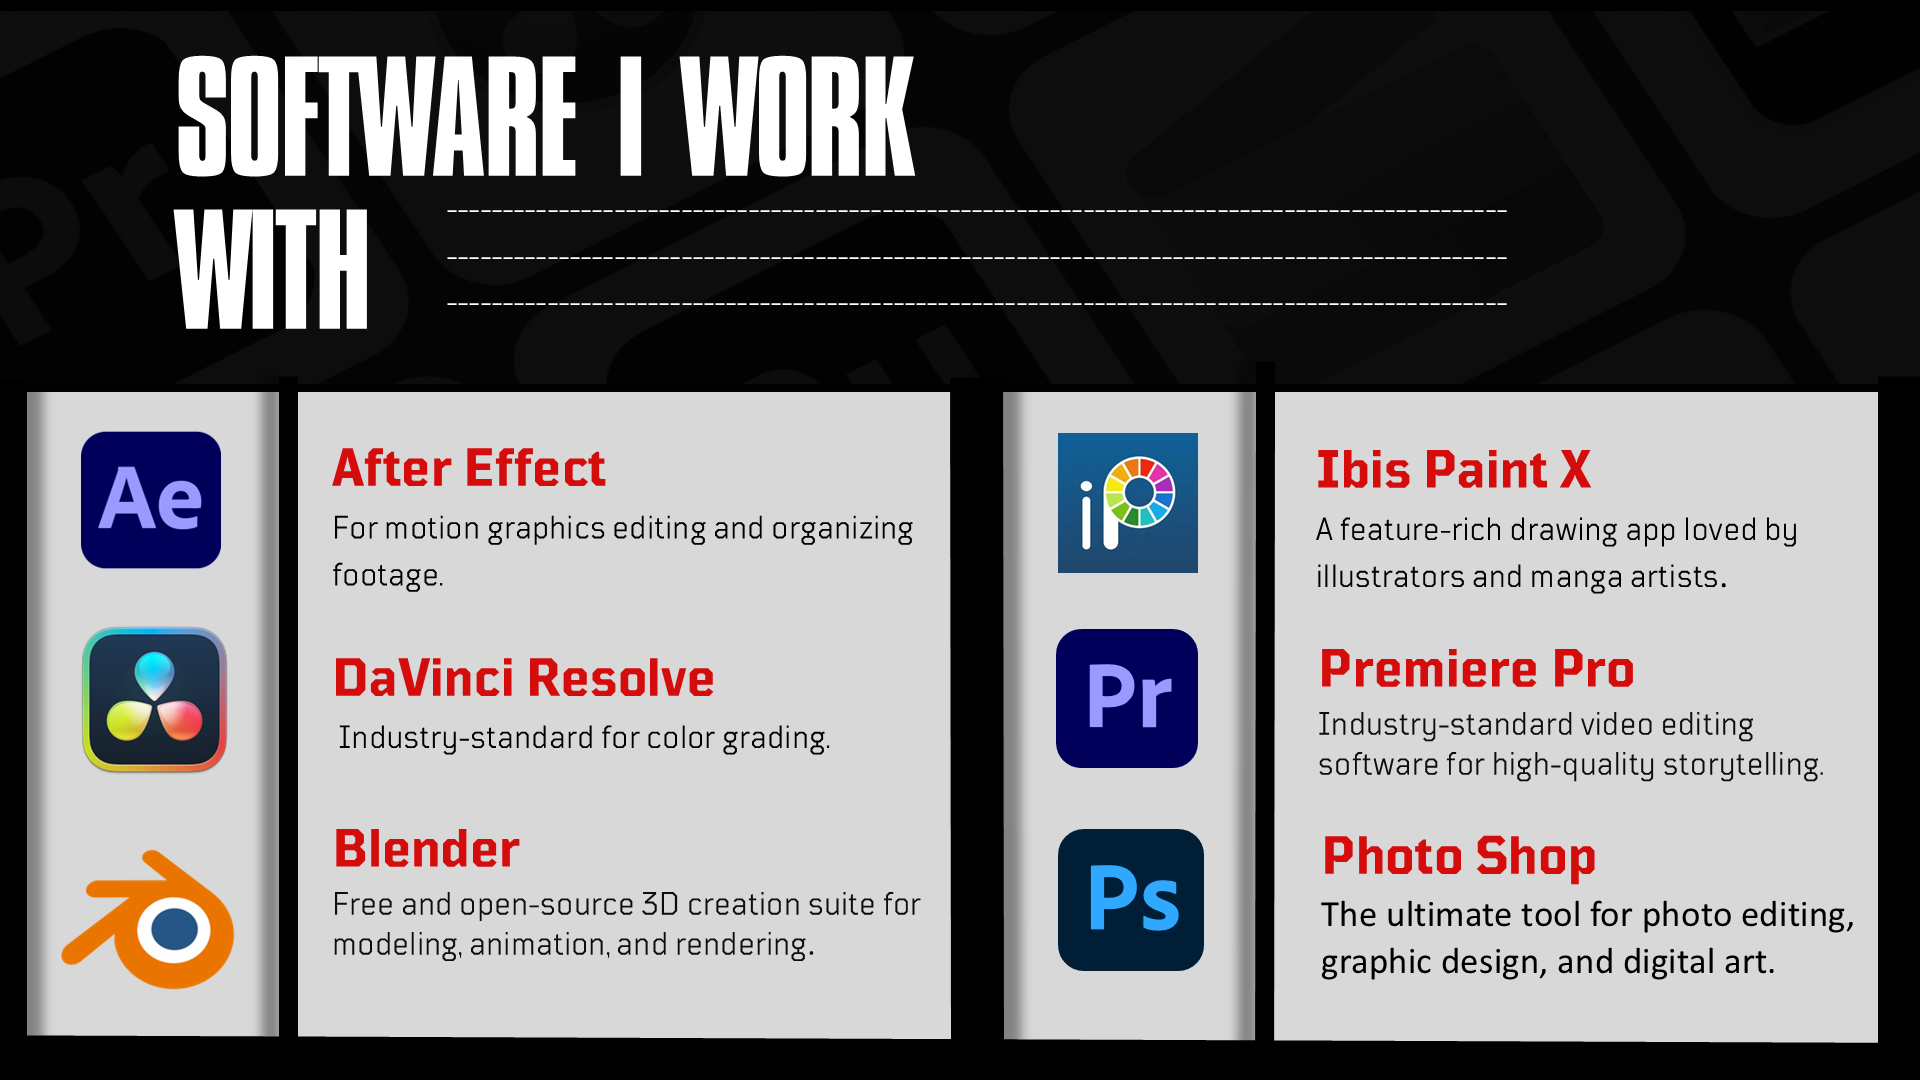 SOFTWARE I WORK
WITH
Ae
After Effect
For motion graphics editing and organizing
footage.
DaVinci Resolve
Industry-standard for color grading.
Blender
Free and open-source 3D creation suite for
modeling, animation, and rendering.
iP
Ibis Paint X
A feature-rich drawing app loved by
illustrators and manga artists.
Pr
Premiere Pro
Industry-standard video editing
software for high-quality storytelling.
Ps
Photo Shop
The ultimate tool for photo editing,
graphic design, and digital art.
Pr